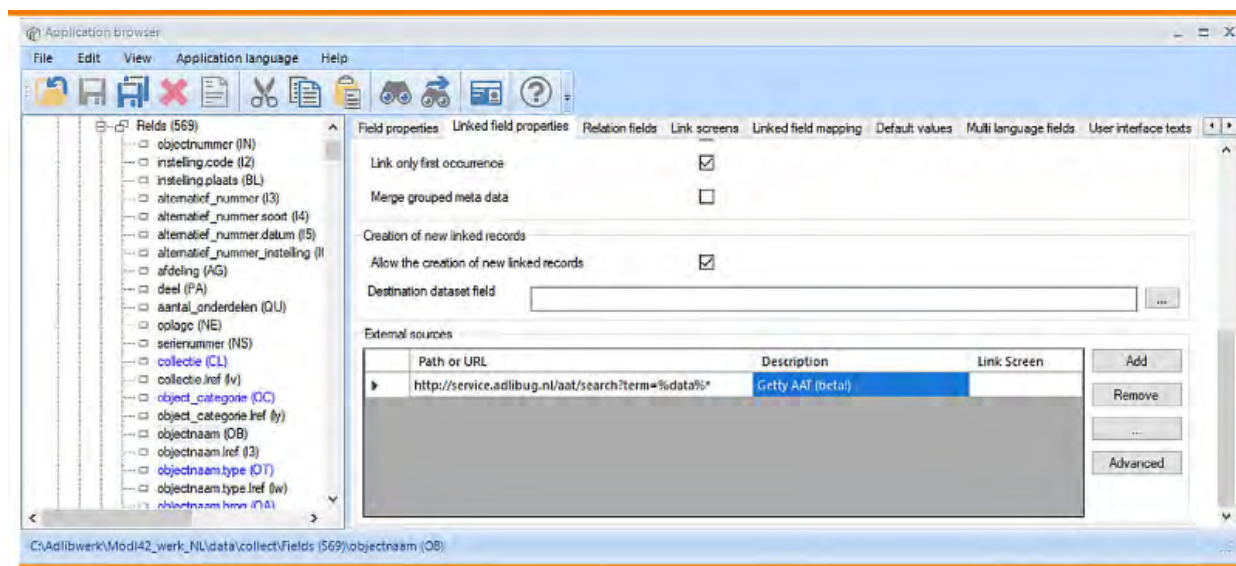 Application browser
File Edit View Application language Help
Fields (569)
objectnummer (IN)
instelling.code (I2)
instelling.plaats (BL)
alternatief_nummer (I3)
alternatief_nummer.soort (I4)
alternatief_nummer.datum (I5)
alternatief_nummer_instelling (I
afdeling (AG)
deel (PA)
aantal_onderdelen (QU)
oplage (NE)
serienummer (NS)
collectie (CL)
collectie.lref (lv)
object_categorie (OC)
object_categorie.lref (ly)
objectnaam (OB)
objectnaam.lref (l3)
objectnaam.type (OT)
objectnaam.type.lref (lw)
objectnaam.bron (OA)
Field properties Linked field properties Relation fields Link screens Linked field mapping Default values Multi language fields User interface texts
Link only first occurrence
Merge grouped meta data
Creation of new linked records
Allow the creation of new linked records
Destination dataset field ...
External sources
Path or URL Description Link Screen
http://service.adlibug.nl/aat/search?term=%data%* Getty AAT (beta!)
Add
Remove
...
Advanced
C:\Adlibwerk\Modl42_werk_NL\data\collect\Fields (569)\objectnaam (OB)